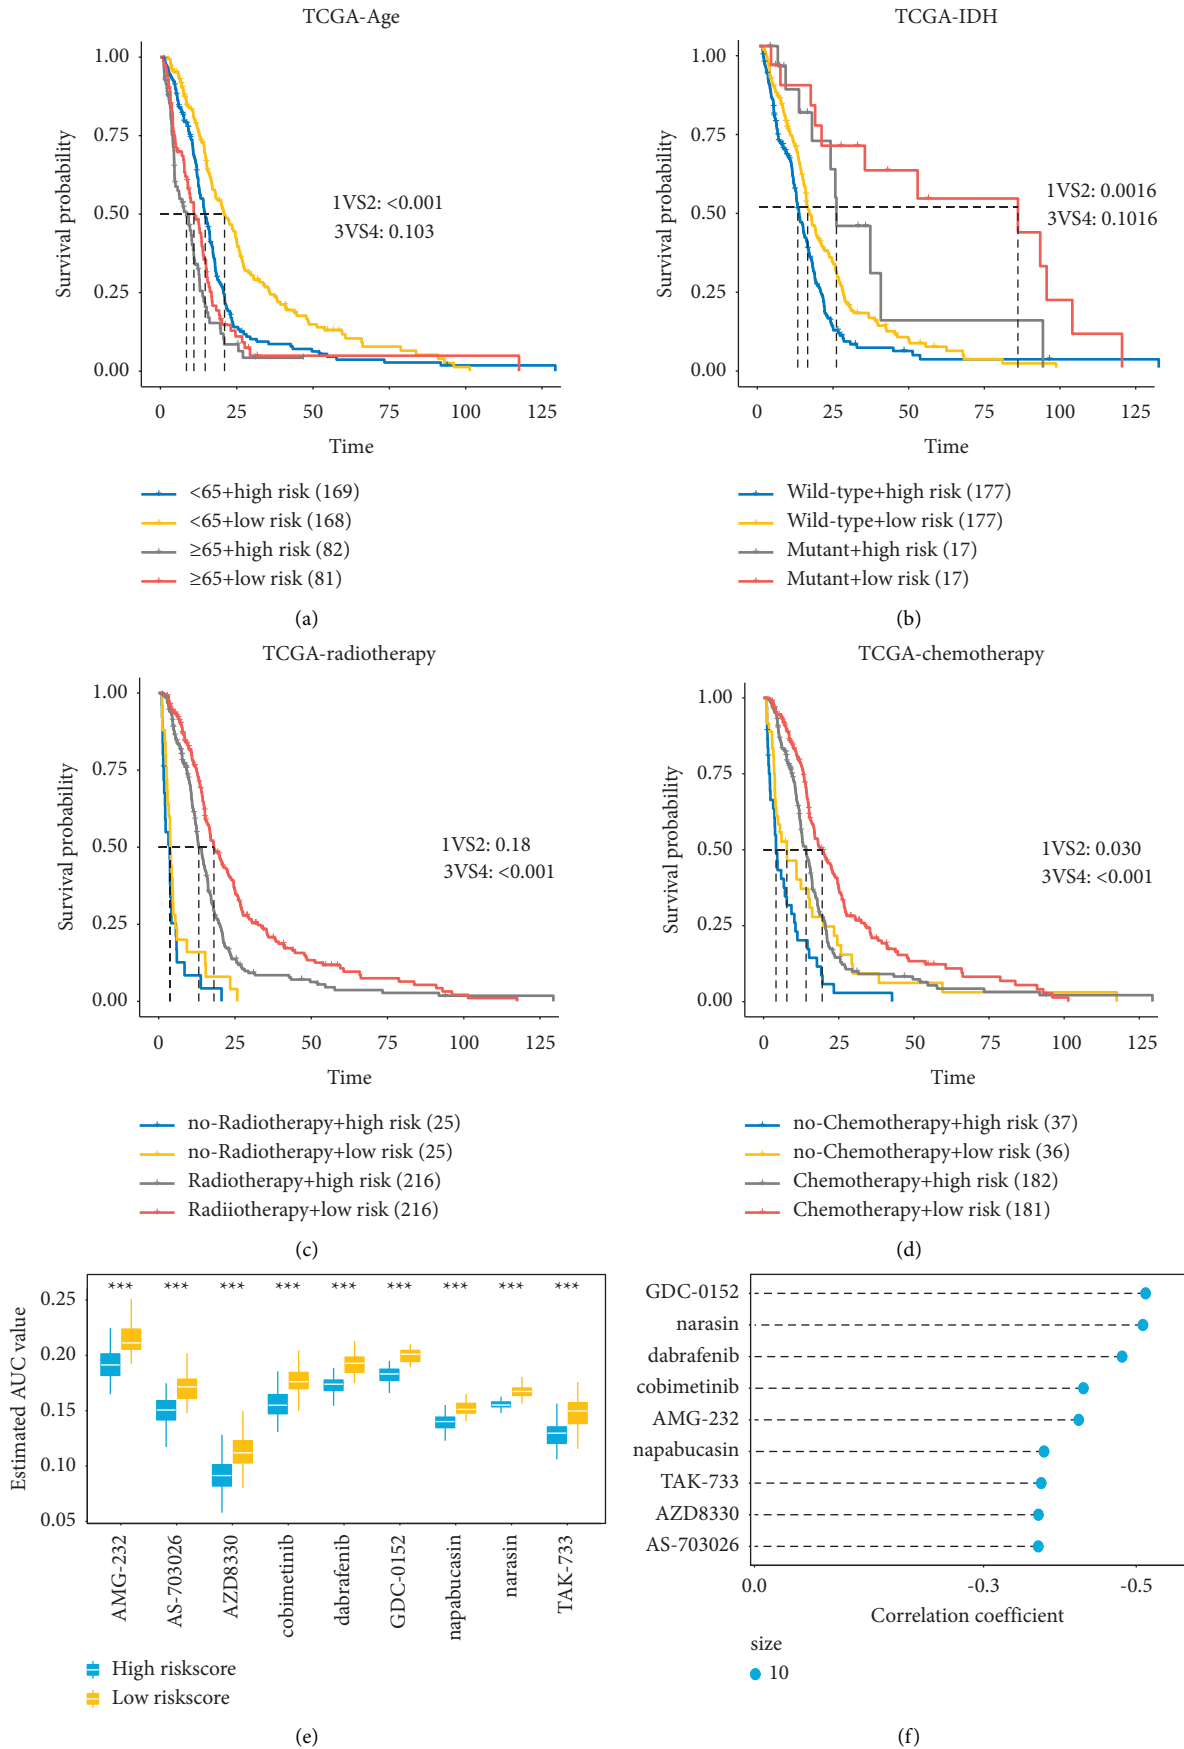 TCGA-Age
1.00
0.75
0.50
0.25
0.00
Survival probability
1VS2: <0.001
3VS4: 0.103
0 25 50 75 100 125
Time
<65+high risk (169)
<65+low risk (168)
≥65+high risk (82)
≥65+low risk (81)
(a)
TCGA-IDH
1.00
0.75
0.50
0.25
0.00
Survival probability
1VS2: 0.0016
3VS4: 0.1016
0 25 50 75 100 125
Time
Wild-type+high risk (177)
Wild-type+low risk (177)
Mutant+high risk (17)
Mutant+low risk (17)
(b)
TCGA-radiotherapy
1.00
0.75
0.50
0.25
0.00
Survival probability
1VS2: 0.18
3VS4: <0.001
0 25 50 75 100 125
Time
no-Radiotherapy+high risk (25)
no-Radiotherapy+low risk (25)
Radiotherapy+high risk (216)
Radiiotherapy+low risk (216)
(c)
TCGA-chemotherapy
1.00
0.75
0.50
0.25
0.00
Survival probability
1VS2: 0.030
3VS4: <0.001
0 25 50 75 100 125
Time
no-Chemotherapy+high risk (37)
no-Chemotherapy+low risk (36)
Chemotherapy+high risk (182)
Chemotherapy+low risk (181)
(d)
*** *** *** *** *** *** *** *** ***
0.25
0.20
0.15
0.10
0.05
Estimated AUC value
AMG-232
AS-703026
AZD8330
cobimetinib
dabrafenib
GDC-0152
napabucasin
narasin
TAK-733
High riskscore
Low riskscore
(e)
GDC-0152
narasin
dabrafenib
cobimetinib
AMG-232
napabucasin
TAK-733
AZD8330
AS-703026
0.0 -0.3 -0.5
Correlation coefficient
size
10
(f)